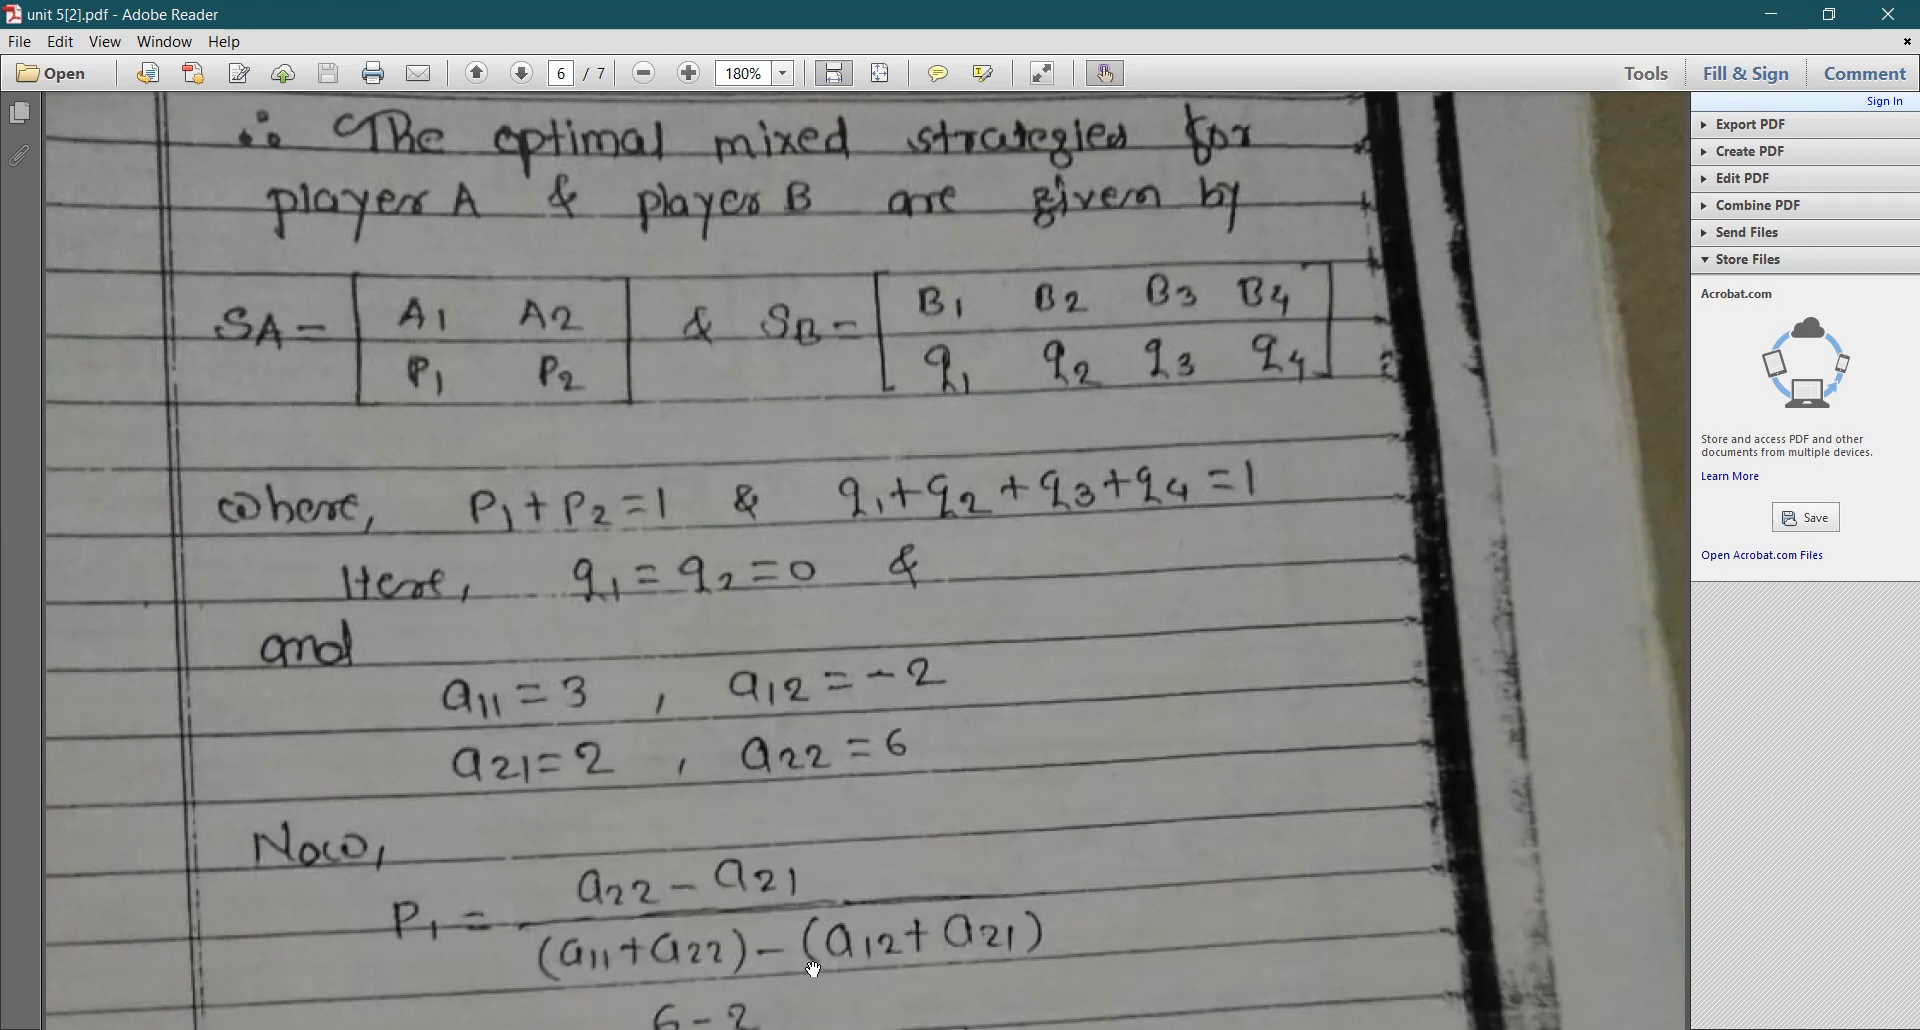 unit 5[2].pdf - Adobe Reader
File Edit View Window Help
Open 6 / 7 180% Tools Fill & Sign Comment
Sign In
Export PDF
Create PDF
Edit PDF
Combine PDF
Send Files
Store Files
Acrobat.com
Store and access PDF and other
documents from multiple devices.
Learn More
Save
Open Acrobat.com Files
∴ The optimal mixed strategies for
player A & player B are given by
SA = [ A1 A2 & SB = [ B1 B2 B3 B4
P1 P2 ] q1 q2 q3 q4 ]
where, P1 + P2 = 1 & q1 + q2 + q3 + q4 = 1
Here, q1 = q2 = 0 &
and
a11 = 3 , a12 = -2
a21 = 2 , a22 = 6
Now,
P1 = a22 - a21
(a11 + a22) - (a12 + a21)
6 - 2